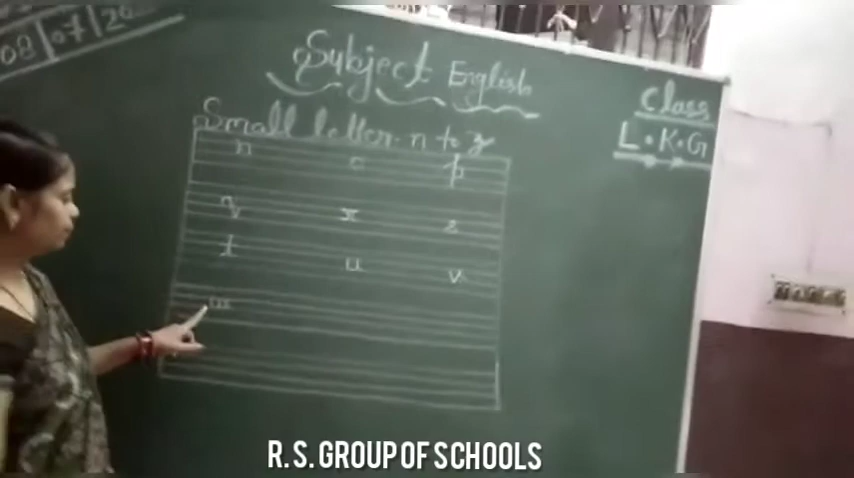 08|07|20
Subject English
Class
L.K.G
Small letter n to z
n o p
q r s
t u v
w
R. S. GROUP OF SCHOOLS